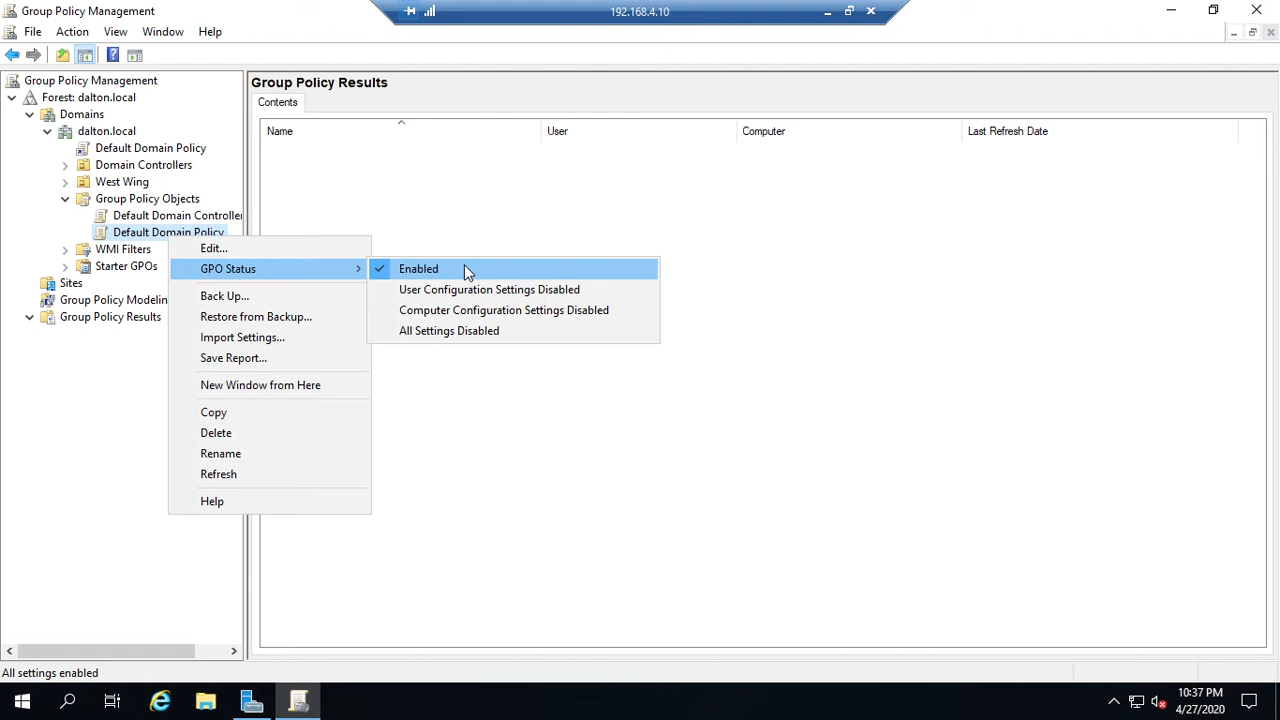 Group Policy Management
192.168.4.10
File Action View Window Help
Group Policy Management
Forest: dalton.local
Domains
dalton.local
Default Domain Policy
Domain Controllers
West Wing
Group Policy Objects
Default Domain Controller
Default Domain Policy
WMI Filters
Starter GPOs
Sites
Group Policy Modelin
Group Policy Results
Edit...
GPO Status
Back Up...
Restore from Backup...
Import Settings...
Save Report...
New Window from Here
Copy
Delete
Rename
Refresh
Help
Enabled
User Configuration Settings Disabled
Computer Configuration Settings Disabled
All Settings Disabled
Group Policy Results
Contents
Name User Computer Last Refresh Date
All settings enabled
10:37 PM
4/27/2020